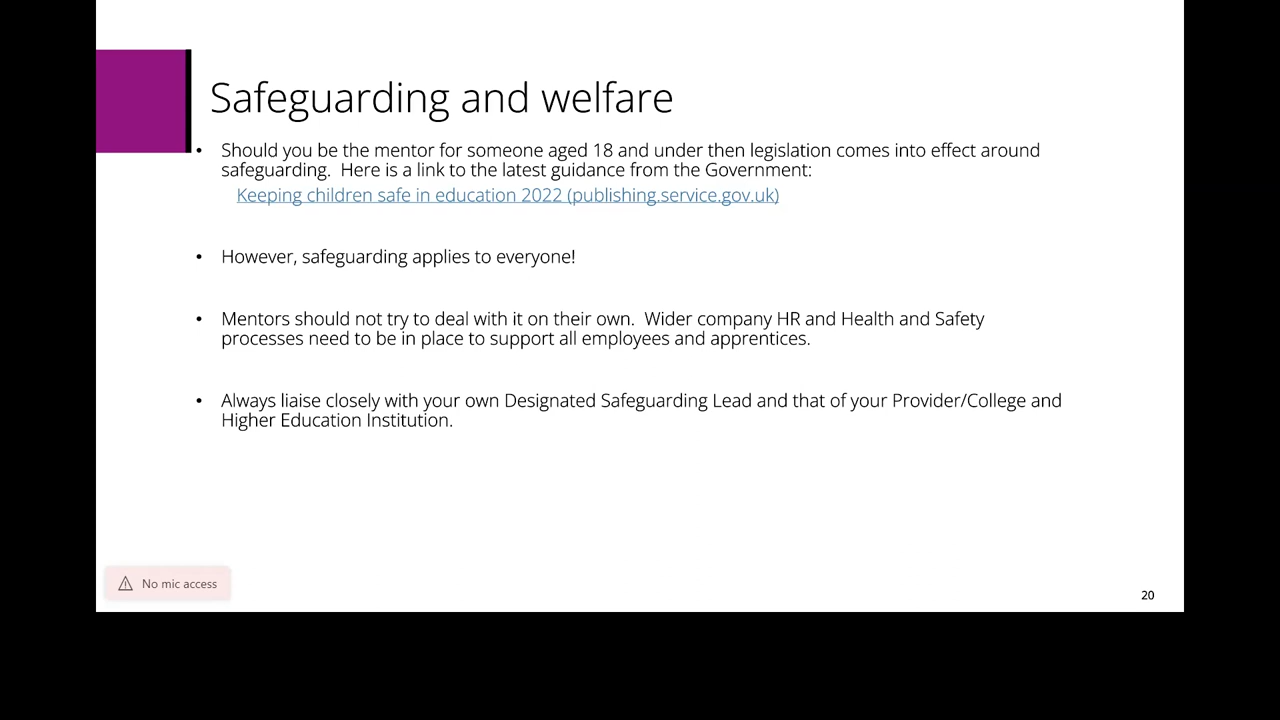 Safeguarding and welfare
• Should you be the mentor for someone aged 18 and under then legislation comes into effect around
safeguarding.  Here is a link to the latest guidance from the Government:
Keeping children safe in education 2022 (publishing.service.gov.uk)
• However, safeguarding applies to everyone!
• Mentors should not try to deal with it on their own.  Wider company HR and Health and Safety
processes need to be in place to support all employees and apprentices.
• Always liaise closely with your own Designated Safeguarding Lead and that of your Provider/College and
Higher Education Institution.
No mic access
20